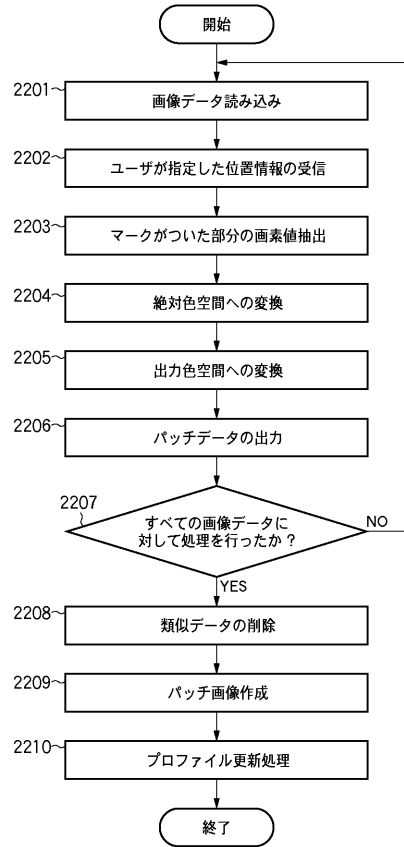 開始
2201
画像データ読み込み
2202
ユーザが指定した位置情報の受信
2203
マークがついた部分の画素値抽出
2204
絶対色空間への変換
2205
出力色空間への変換
2206
パッチデータの出力
2207
すべての画像データに
対して処理を行ったか？
NO
YES
2208
類似データの削除
2209
パッチ画像作成
2210
プロファイル更新処理
終了